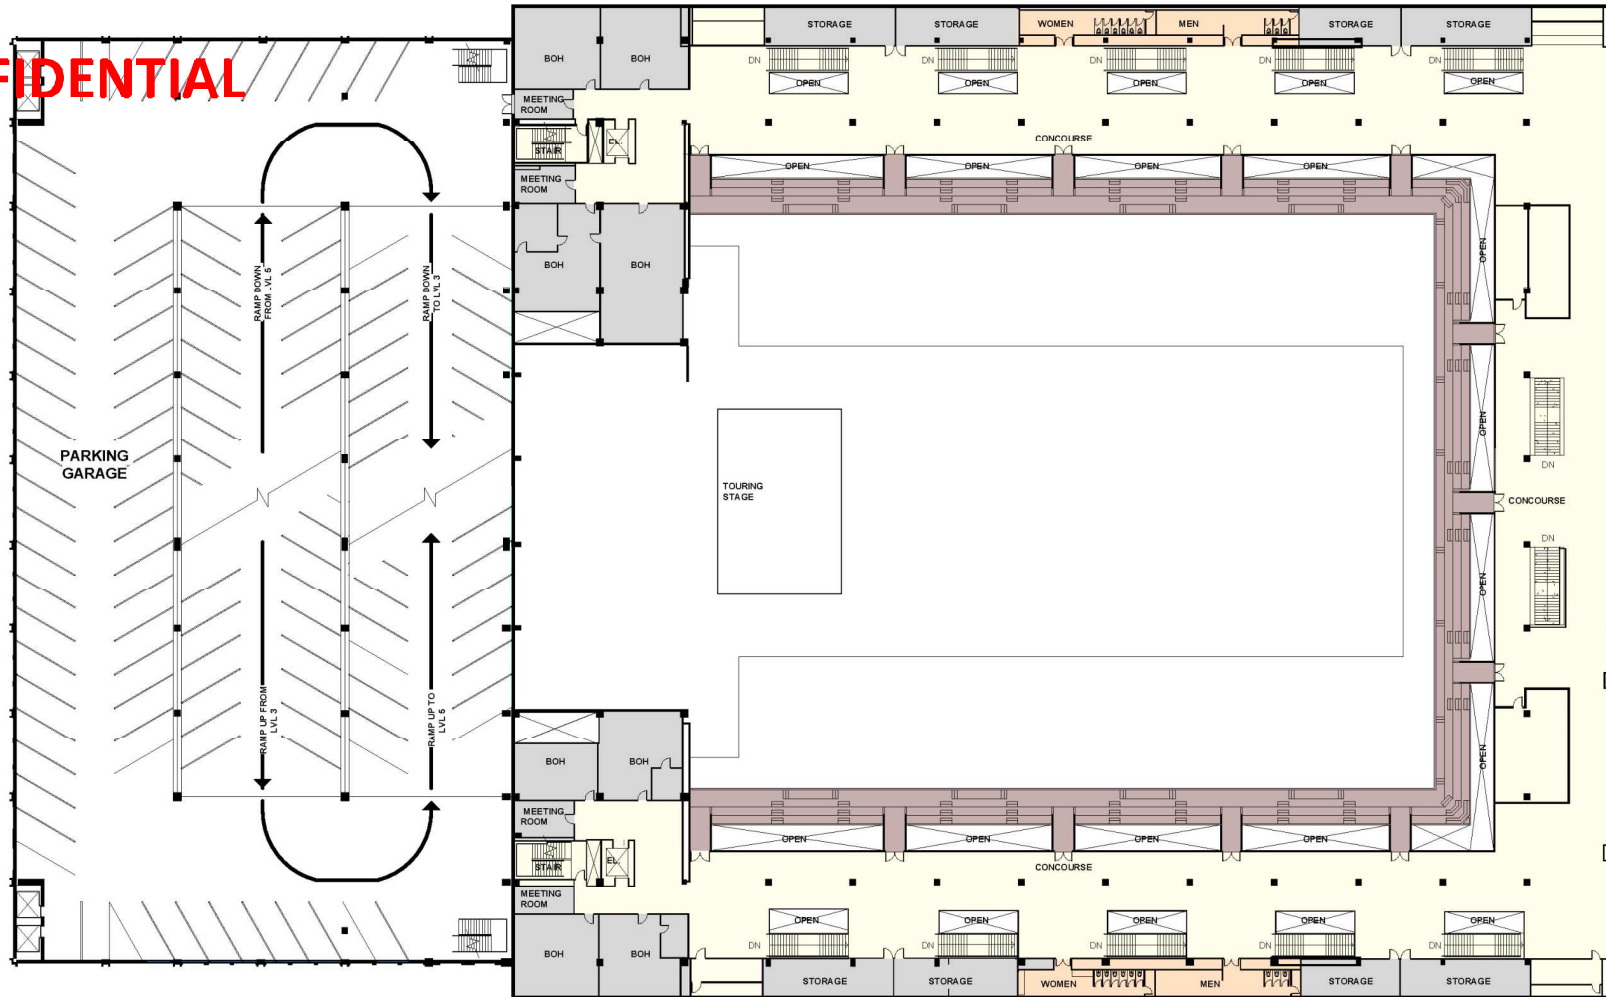 FIDENTIAL
STORAGE
STORAGE
WOMEN
MEN
STORAGE
STORAGE
BOH
BOH
DN
DN
DN
DN
DN
OPEN
OPEN
OPEN
OPEN
OPEN
MEETING
ROOM
STAIR
EL.
CONCOURSE
MEETING
ROOM
OPEN
OPEN
OPEN
OPEN
BOH
BOH
RAMP DOWN
FROM LVL 5
RAMP DOWN
TO LVL 3
OPEN
OPEN
PARKING
GARAGE
TOURING
STAGE
DN
CONCOURSE
DN
OPEN
RAMP UP FROM
LVL 3
RAMP UP TO
LVL 5
OPEN
BOH
BOH
MEETING
ROOM
STAIR
EL.
OPEN
OPEN
OPEN
OPEN
CONCOURSE
MEETING
ROOM
OPEN
OPEN
OPEN
OPEN
OPEN
DN
DN
DN
DN
DN
BOH
BOH
STORAGE
STORAGE
WOMEN
MEN
STORAGE
STORAGE